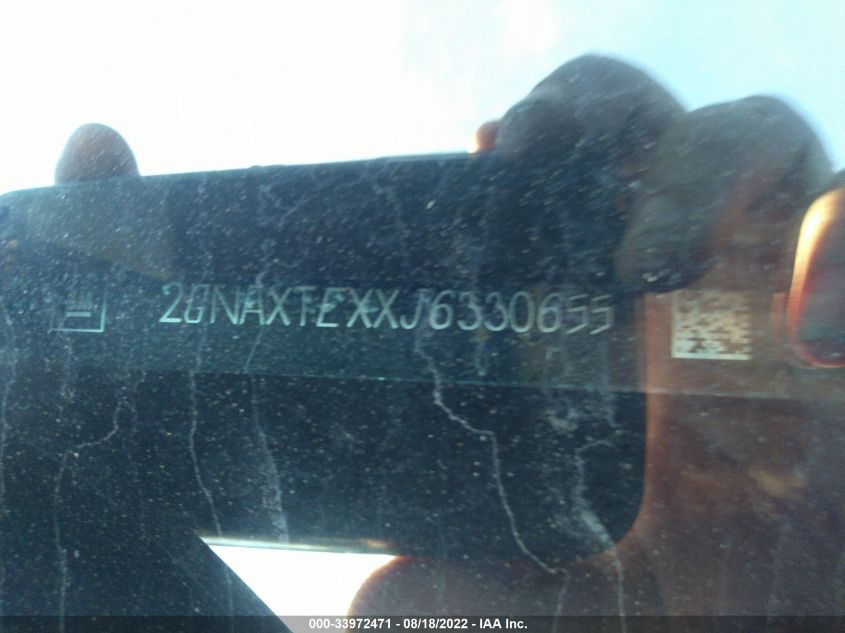 2GNAXTEXXJ6330655
000-33972471 - 08/18/2022 - IAA Inc.